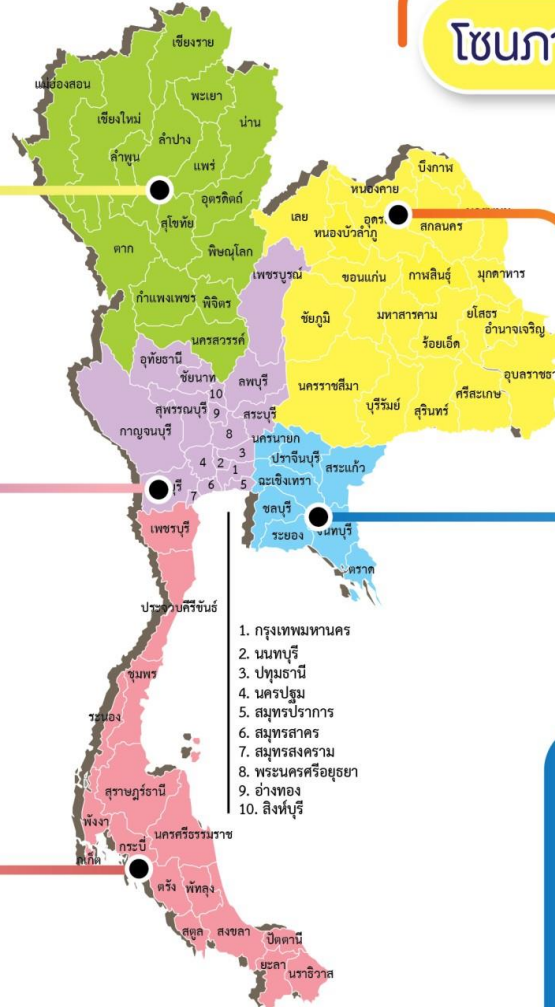 โซนภา
เชียงราย
แม่ฮ่องสอน
พะเยา
เชียงใหม่
น่าน
ลำปาง
ลำพูน
แพร่
อุตรดิตถ์
สุโขทัย
ตาก
พิษณุโลก
กำแพงเพชร
พิจิตร
นครสวรรค์
เพชรบูรณ์
บึงกาฬ
หนองคาย
เลย
อุดร
สกลนคร
หนองบัวลำภู
ขอนแก่น
กาฬสินธุ์
มุกดาหาร
ชัยภูมิ
มหาสารคาม
ยโสธร
อำนาจเจริญ
ร้อยเอ็ด
นครราชสีมา
บุรีรัมย์
สุรินทร์
ศรีสะเกษ
อุบลราชธา
อุทัยธานี
ชัยนาท
ลพบุรี
10
สุพรรณบุรี
9
สระบุรี
กาญจนบุรี
8
3
4
2
1
6
5
7
นครนายก
ปราจีนบุรี
สระแก้ว
ฉะเชิงเทรา
ชลบุรี
ระยอง
ตราด
เพชรบุรี
ประจวบคีรีขันธ์
ชุมพร
ระนอง
สุราษฎร์ธานี
พังงา
นครศรีธรรมราช
กระบี่
ภูเก็ต
ตรัง
พัทลุง
สตูล
สงขลา
ปัตตานี
ยะลา
นราธิวาส
1. กรุงเทพมหานคร
2. นนทบุรี
3. ปทุมธานี
4. นครปฐม
5. สมุทรปราการ
6. สมุทรสาคร
7. สมุทรสงคราม
8. พระนครศรีอยุธยา
9. อ่างทอง
10. สิงห์บุรี